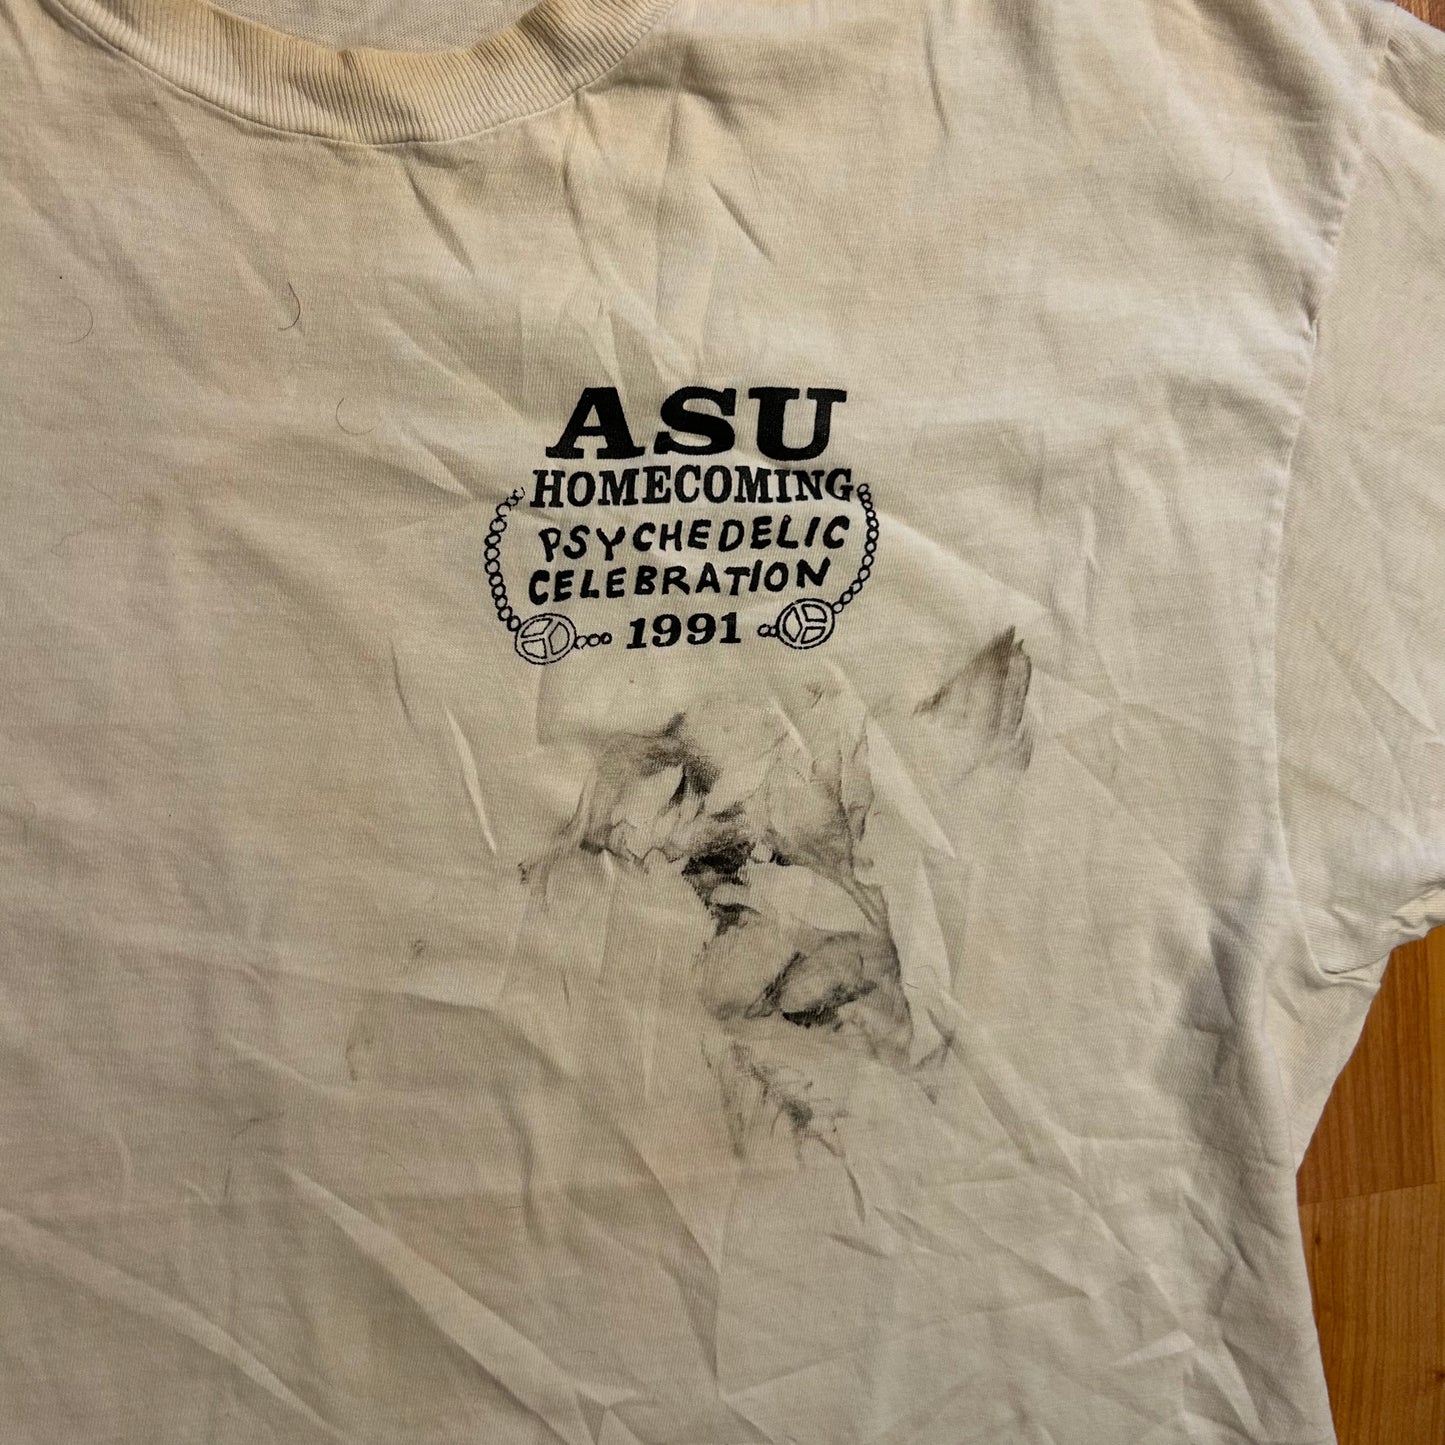 ASU
HOMECOMING
PSYCHEDELIC
CELEBRATION
1991